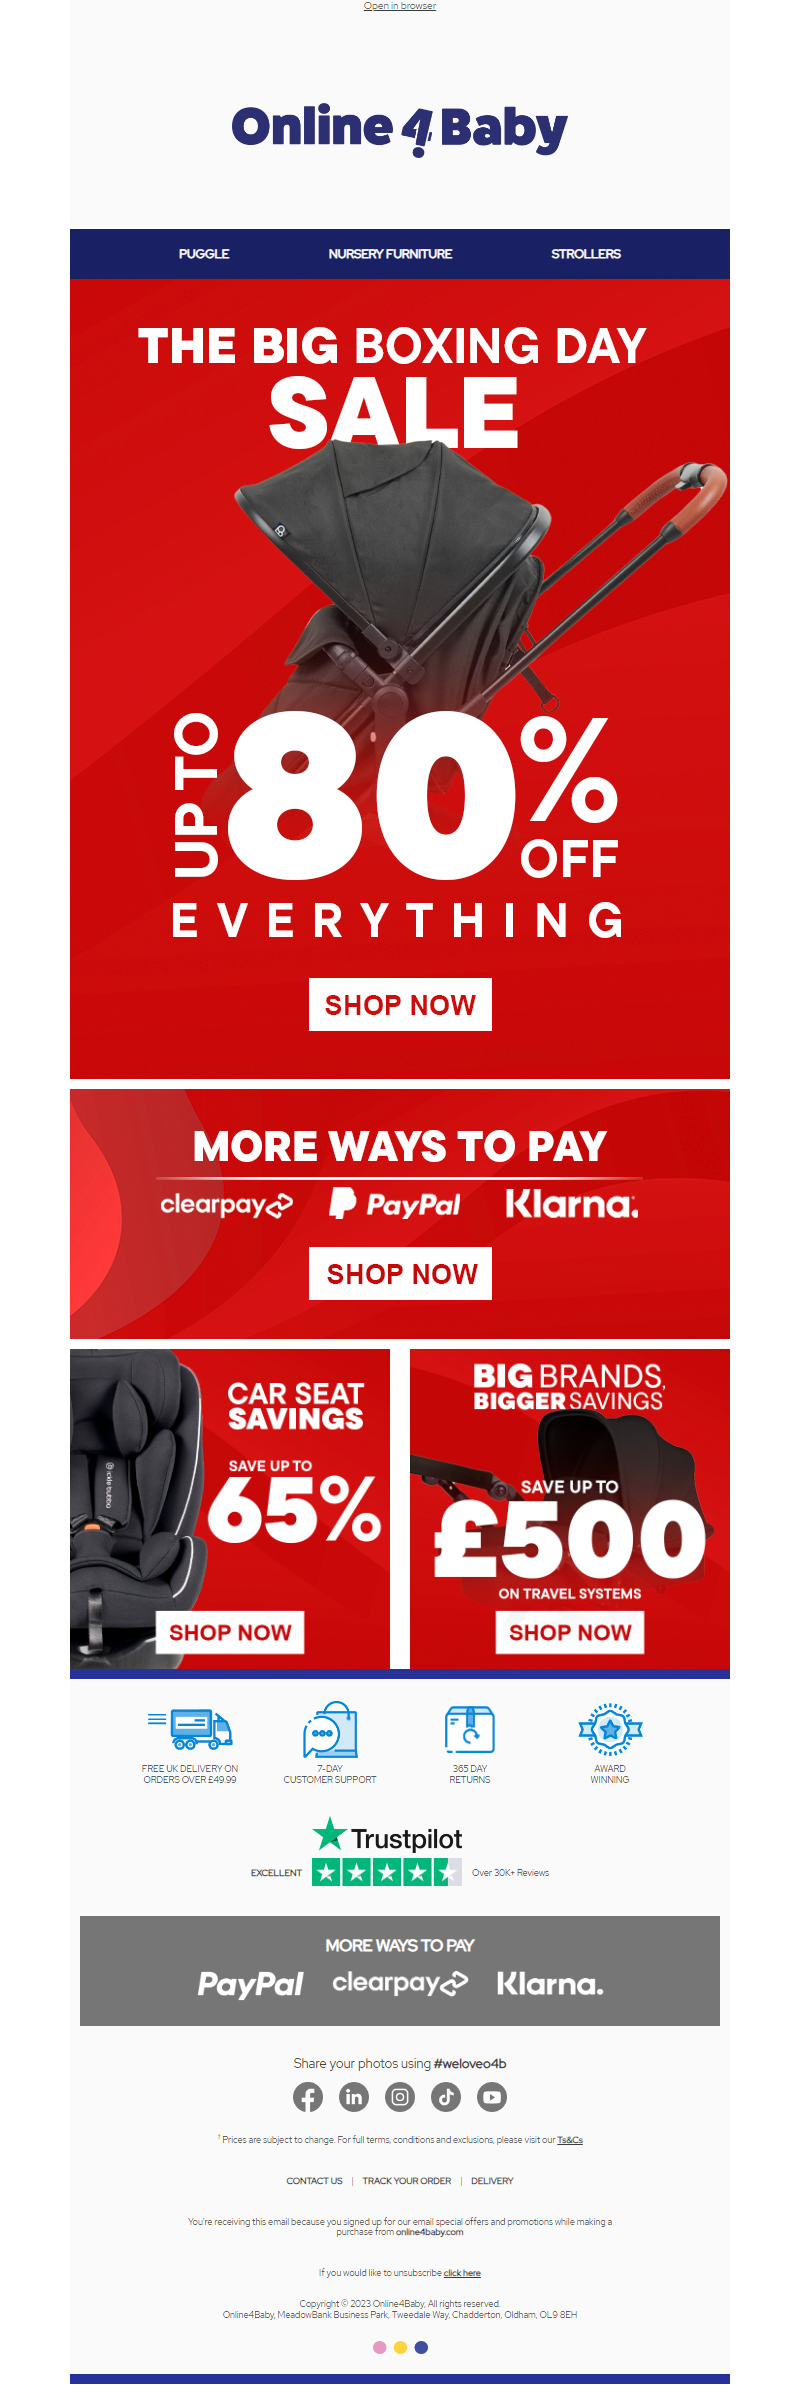 Open in browser
Online4Baby
PUGGLE NURSERY FURNITURE STROLLERS
THE BIG BOXING DAY
SALE
UP TO 80% OFF
EVERYTHING
SHOP NOW
MORE WAYS TO PAY
clearpay PayPal Klarna.
SHOP NOW
CAR SEAT
SAVINGS
SAVE UP TO
65%
ickle bubba
SHOP NOW
BIG BRANDS,
BIGGER SAVINGS
SAVE UP TO
£500
ON TRAVEL SYSTEMS
SHOP NOW
FREE UK DELIVERY ON
ORDERS OVER £49.99
7-DAY
CUSTOMER SUPPORT
365 DAY
RETURNS
AWARD
WINNING
Trustpilot
EXCELLENT Over 30K+ Reviews
MORE WAYS TO PAY
PayPal clearpay Klarna.
Share your photos using #weloveo4b
† Prices are subject to change. For full terms, conditions and exclusions, please visit our Ts&Cs
CONTACT US | TRACK YOUR ORDER | DELIVERY
You're receiving this email because you signed up for our email special offers and promotions while making a
purchase from online4baby.com
If you would like to unsubscribe click here
Copyright © 2023 Online4Baby, All rights reserved.
Online4Baby, MeadowBank Business Park, Tweedale Way, Chadderton, Oldham, OL9 8EH